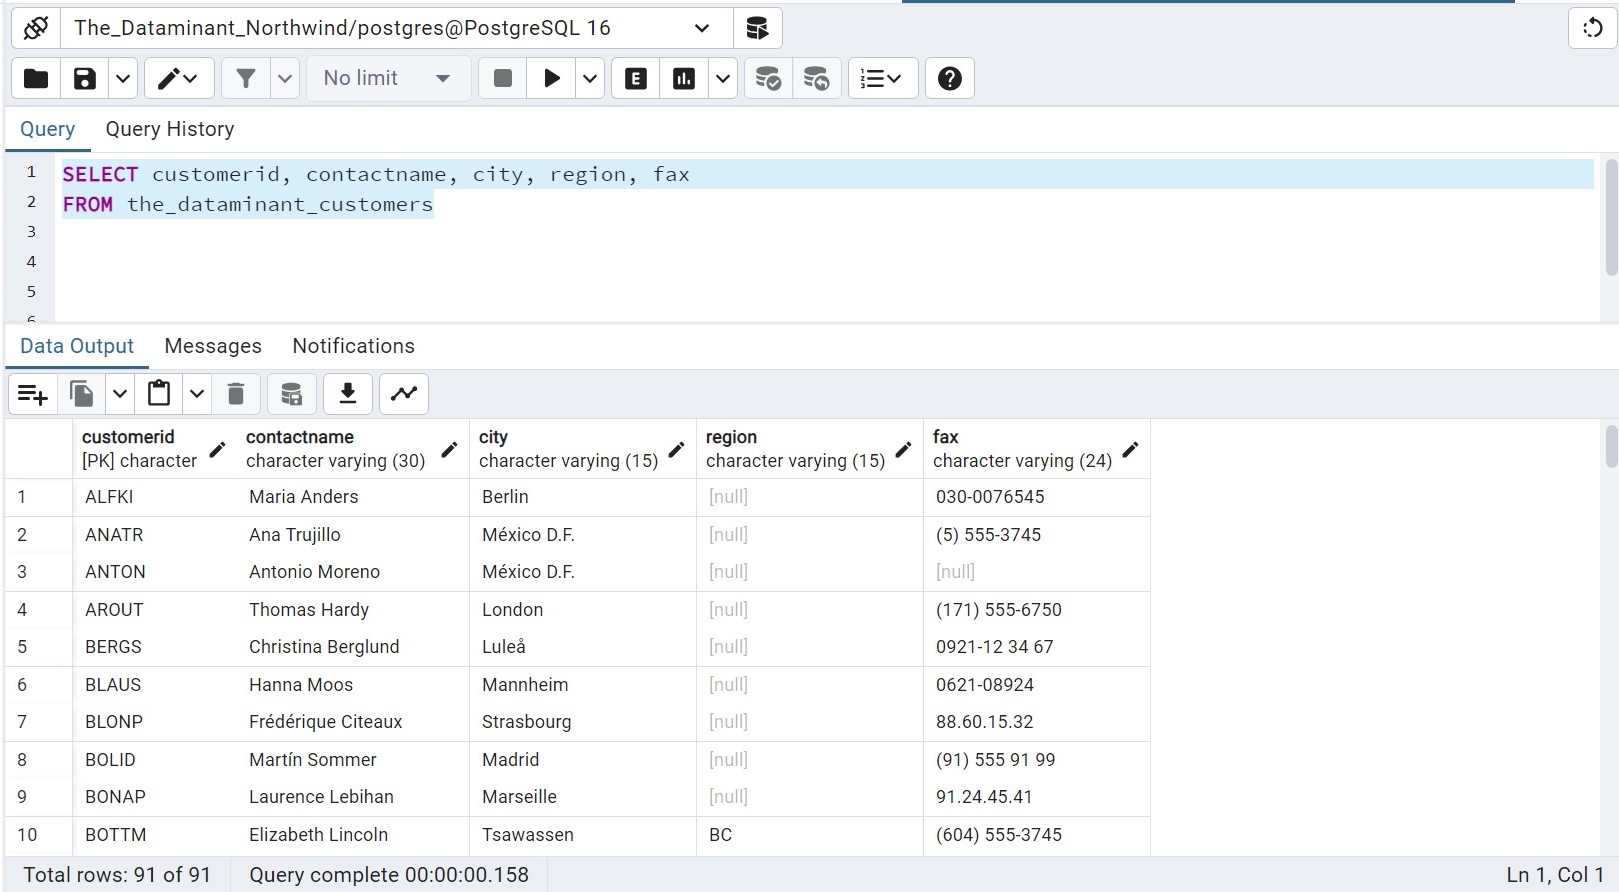 The_Dataminant_Northwind/postgres@PostgreSQL 16
No limit
E
Query Query History
1 SELECT customerid, contactname, city, region, fax
2 FROM the_dataminant_customers
3
4
5
6
Data Output Messages Notifications
customerid contactname city region fax
[PK] character character varying (30) character varying (15) character varying (15) character varying (24)
1 ALFKI Maria Anders Berlin [null] 030-0076545
2 ANATR Ana Trujillo México D.F. [null] (5) 555-3745
3 ANTON Antonio Moreno México D.F. [null] [null]
4 AROUT Thomas Hardy London [null] (171) 555-6750
5 BERGS Christina Berglund Luleå [null] 0921-12 34 67
6 BLAUS Hanna Moos Mannheim [null] 0621-08924
7 BLONP Frédérique Citeaux Strasbourg [null] 88.60.15.32
8 BOLID Martín Sommer Madrid [null] (91) 555 91 99
9 BONAP Laurence Lebihan Marseille [null] 91.24.45.41
10 BOTTM Elizabeth Lincoln Tsawassen BC (604) 555-3745
Total rows: 91 of 91 Query complete 00:00:00.158 Ln 1, Col 1